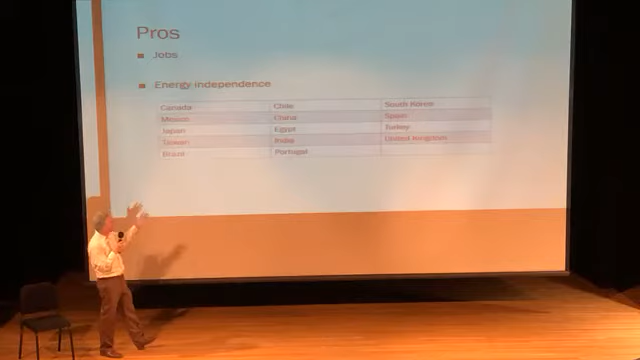 Pros
Jobs
Energy independence
Canada Chile South Korea
Mexico China Spain
Japan Egypt Turkey
Taiwan India United Kingdom
Brazil Portugal